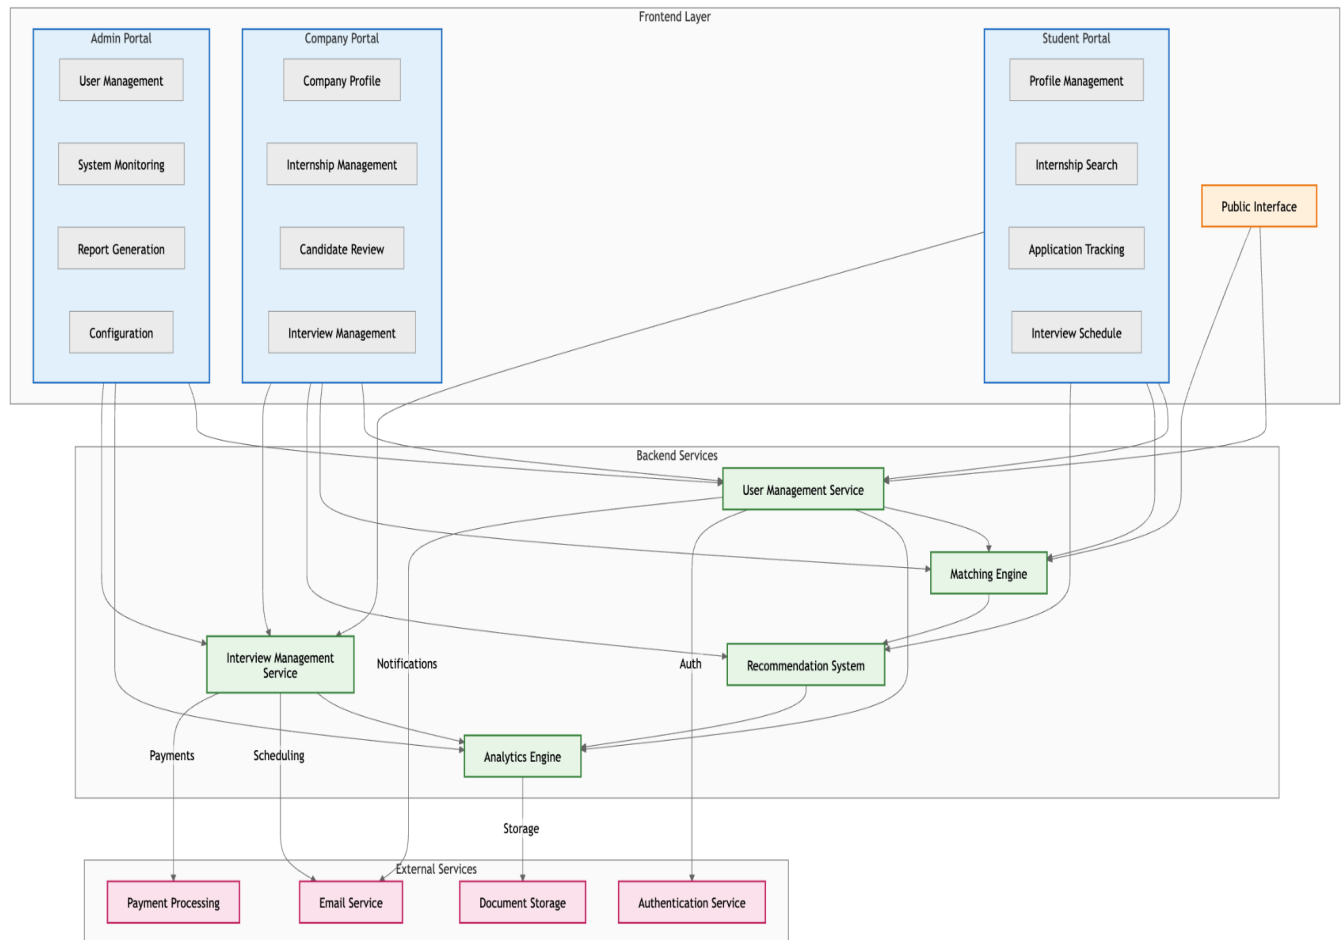 Frontend Layer
Admin Portal
User Management
System Monitoring
Report Generation
Configuration
Company Portal
Company Profile
Internship Management
Candidate Review
Interview Management
Student Portal
Profile Management
Internship Search
Application Tracking
Interview Schedule
Public Interface
Backend Services
User Management Service
Matching Engine
Interview Management
Service
Notifications
Auth
Recommendation System
Payments
Scheduling
Analytics Engine
Storage
External Services
Payment Processing
Email Service
Document Storage
Authentication Service